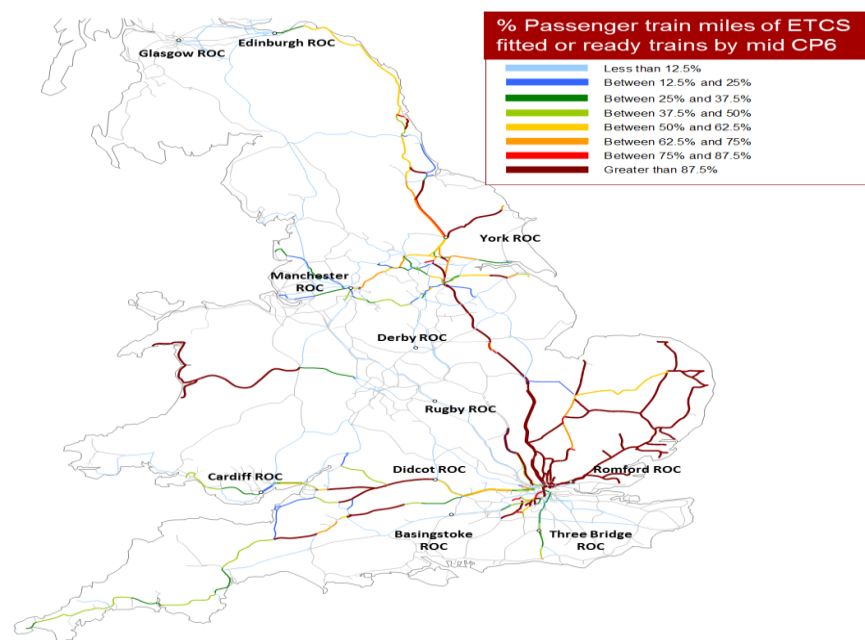 % Passenger train miles of ETCS
fitted or ready trains by mid CP6
Less than 12.5%
Between 12.5% and 25%
Between 25% and 37.5%
Between 37.5% and 50%
Between 50% and 62.5%
Between 62.5% and 75%
Between 75% and 87.5%
Greater than 87.5%
Edinburgh ROC
Glasgow ROC
York ROC
Manchester
ROC
Derby ROC
Rugby ROC
Cardiff ROC
Didcot ROC
Romford ROC
Basingstoke
ROC
Three Bridge
ROC